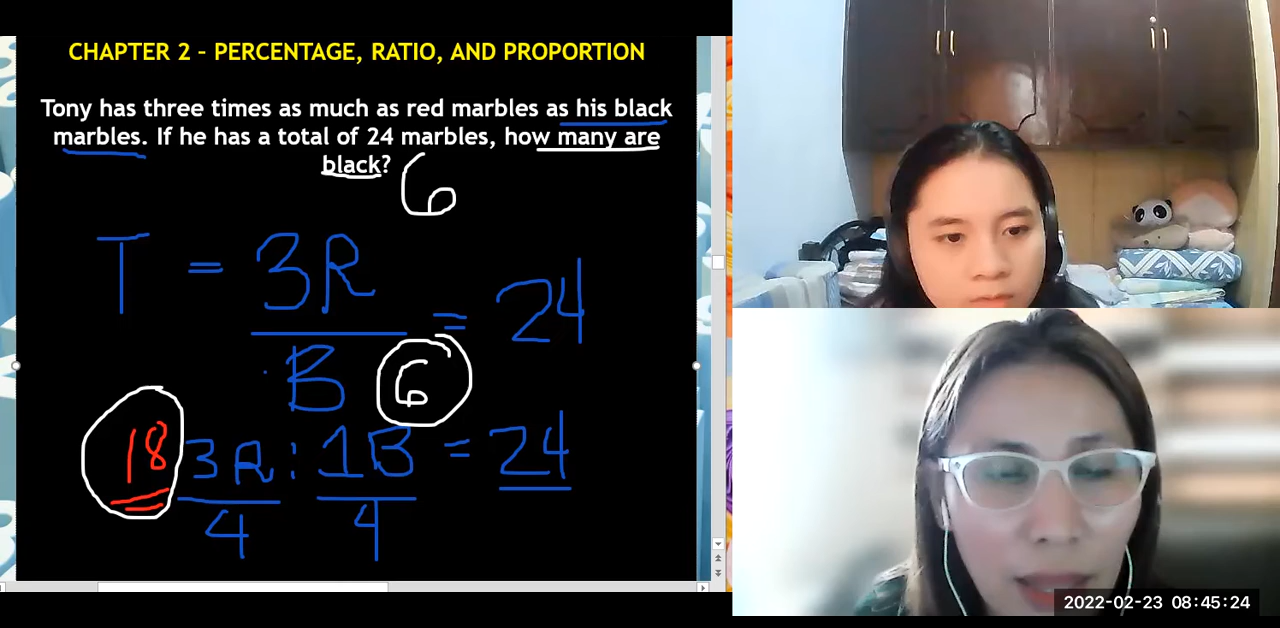 CHAPTER 2 – PERCENTAGE, RATIO, AND PROPORTION
Tony has three times as much as red marbles as his black
marbles. If he has a total of 24 marbles, how many are
black?
6
T = 3R
B
= 24
6
18
3R : 1B = 24
4 4
2022-02-23 08:45:24